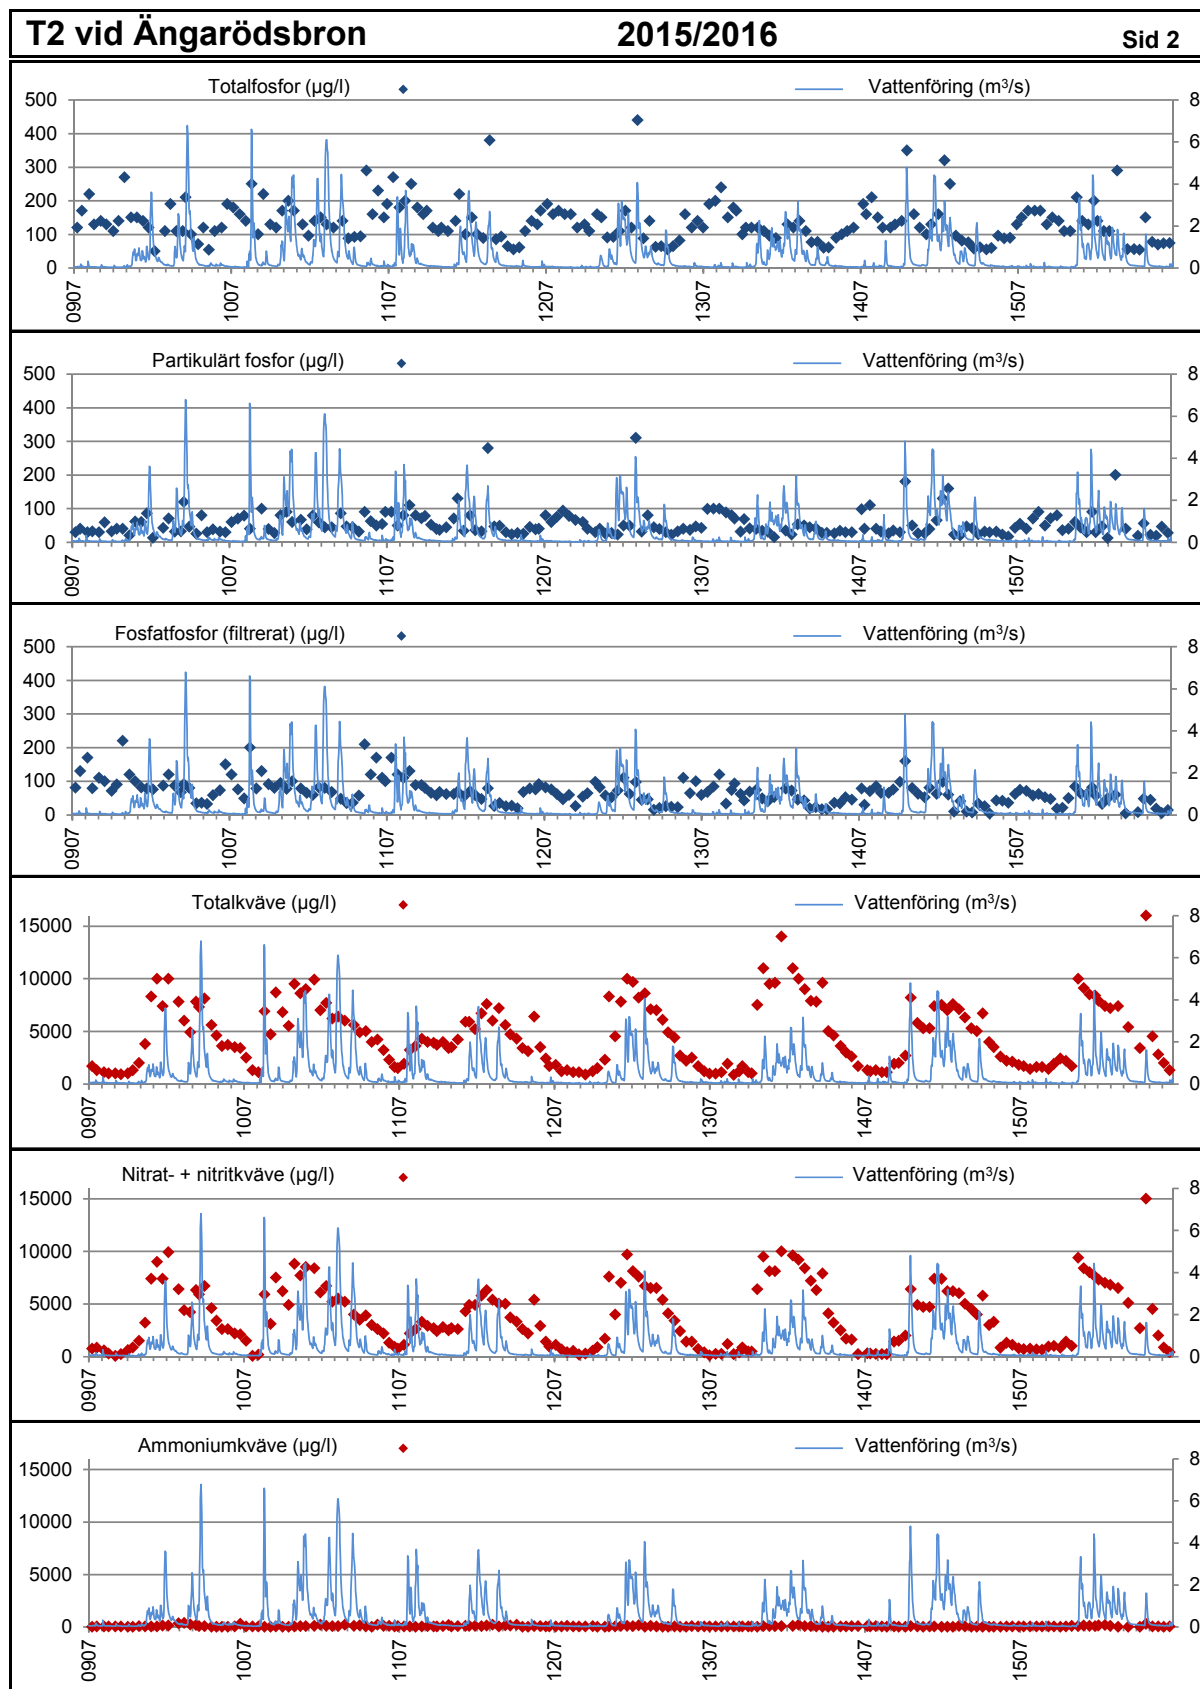 T2 vid Ängarödsbron 2015/2016 Sid 2
Totalfosfor (µg/l) Vattenföring (m³/s)
500 8
400 6
300
200 4
100 2
0 0
0907 1007 1107 1207 1307 1407 1507
Partikulärt fosfor (µg/l) Vattenföring (m³/s)
500 8
400 6
300
200 4
100 2
0 0
0907 1007 1107 1207 1307 1407 1507
Fosfatfosfor (filtrerat) (µg/l) Vattenföring (m³/s)
500 8
400 6
300
200 4
100 2
0 0
0907 1007 1107 1207 1307 1407 1507
Totalkväve (µg/l) Vattenföring (m³/s)
15000 8
10000 6
5000 4
2
0 0
0907 1007 1107 1207 1307 1407 1507
Nitrat- + nitritkväve (µg/l) Vattenföring (m³/s)
15000 8
10000 6
5000 4
2
0 0
0907 1007 1107 1207 1307 1407 1507
Ammoniumkväve (µg/l) Vattenföring (m³/s)
15000 8
10000 6
5000 4
2
0 0
0907 1007 1107 1207 1307 1407 1507